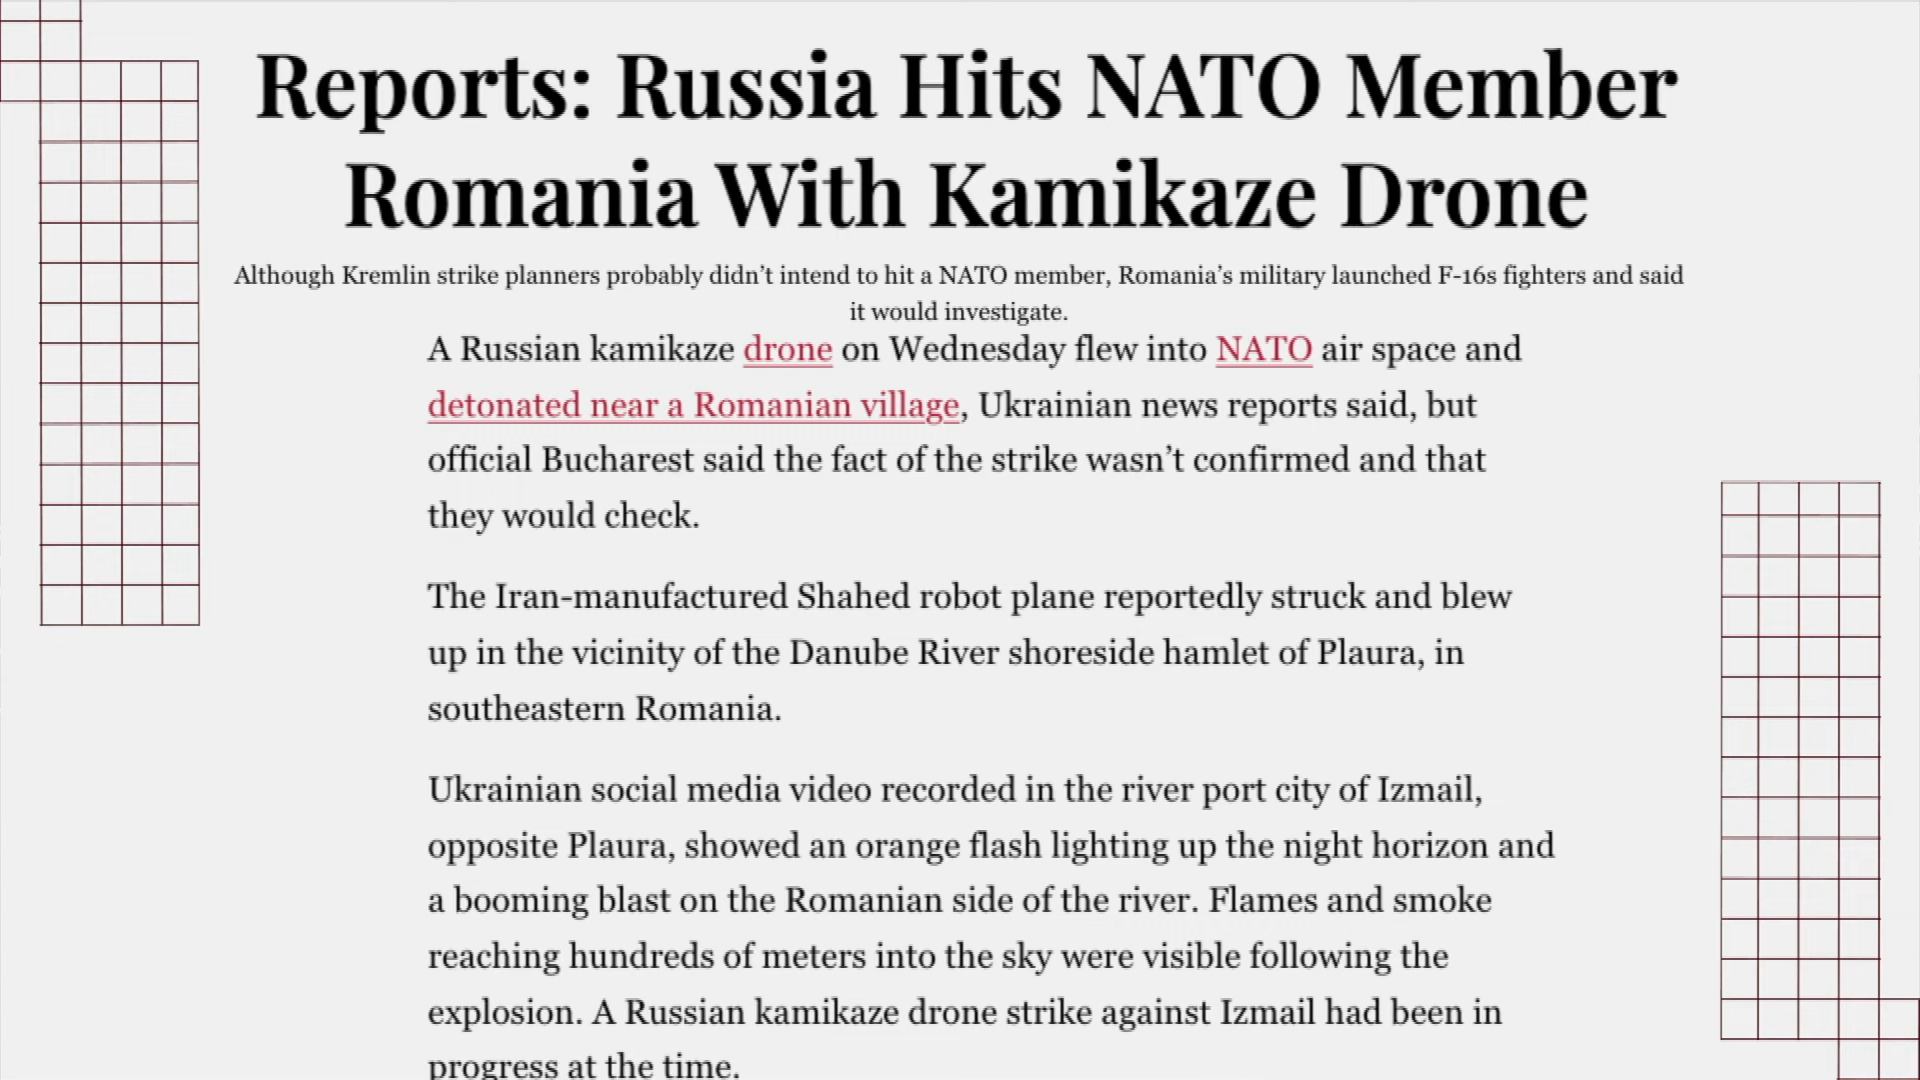 Reports: Russia Hits NATO Member
Romania With Kamikaze Drone
Although Kremlin strike planners probably didn’t intend to hit a NATO member, Romania’s military launched F-16s fighters and said
it would investigate.
A Russian kamikaze drone on Wednesday flew into NATO air space and
detonated near a Romanian village, Ukrainian news reports said, but
official Bucharest said the fact of the strike wasn’t confirmed and that
they would check.
The Iran-manufactured Shahed robot plane reportedly struck and blew
up in the vicinity of the Danube River shoreside hamlet of Plaura, in
southeastern Romania.
Ukrainian social media video recorded in the river port city of Izmail,
opposite Plaura, showed an orange flash lighting up the night horizon and
a booming blast on the Romanian side of the river. Flames and smoke
reaching hundreds of meters into the sky were visible following the
explosion. A Russian kamikaze drone strike against Izmail had been in
progress at the time.